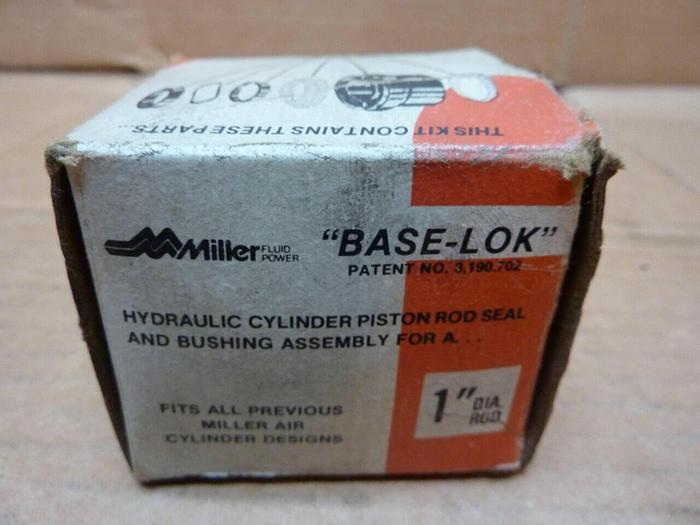 THIS KIT CONTAINS THESE PARTS...
Miller FLUID
POWER
"BASE-LOK"
PATENT NO. 3,190,702
HYDRAULIC CYLINDER PISTON ROD SEAL
AND BUSHING ASSEMBLY FOR A...
FITS ALL PREVIOUS
MILLER AIR
CYLINDER DESIGNS
1" DIA.
ROD